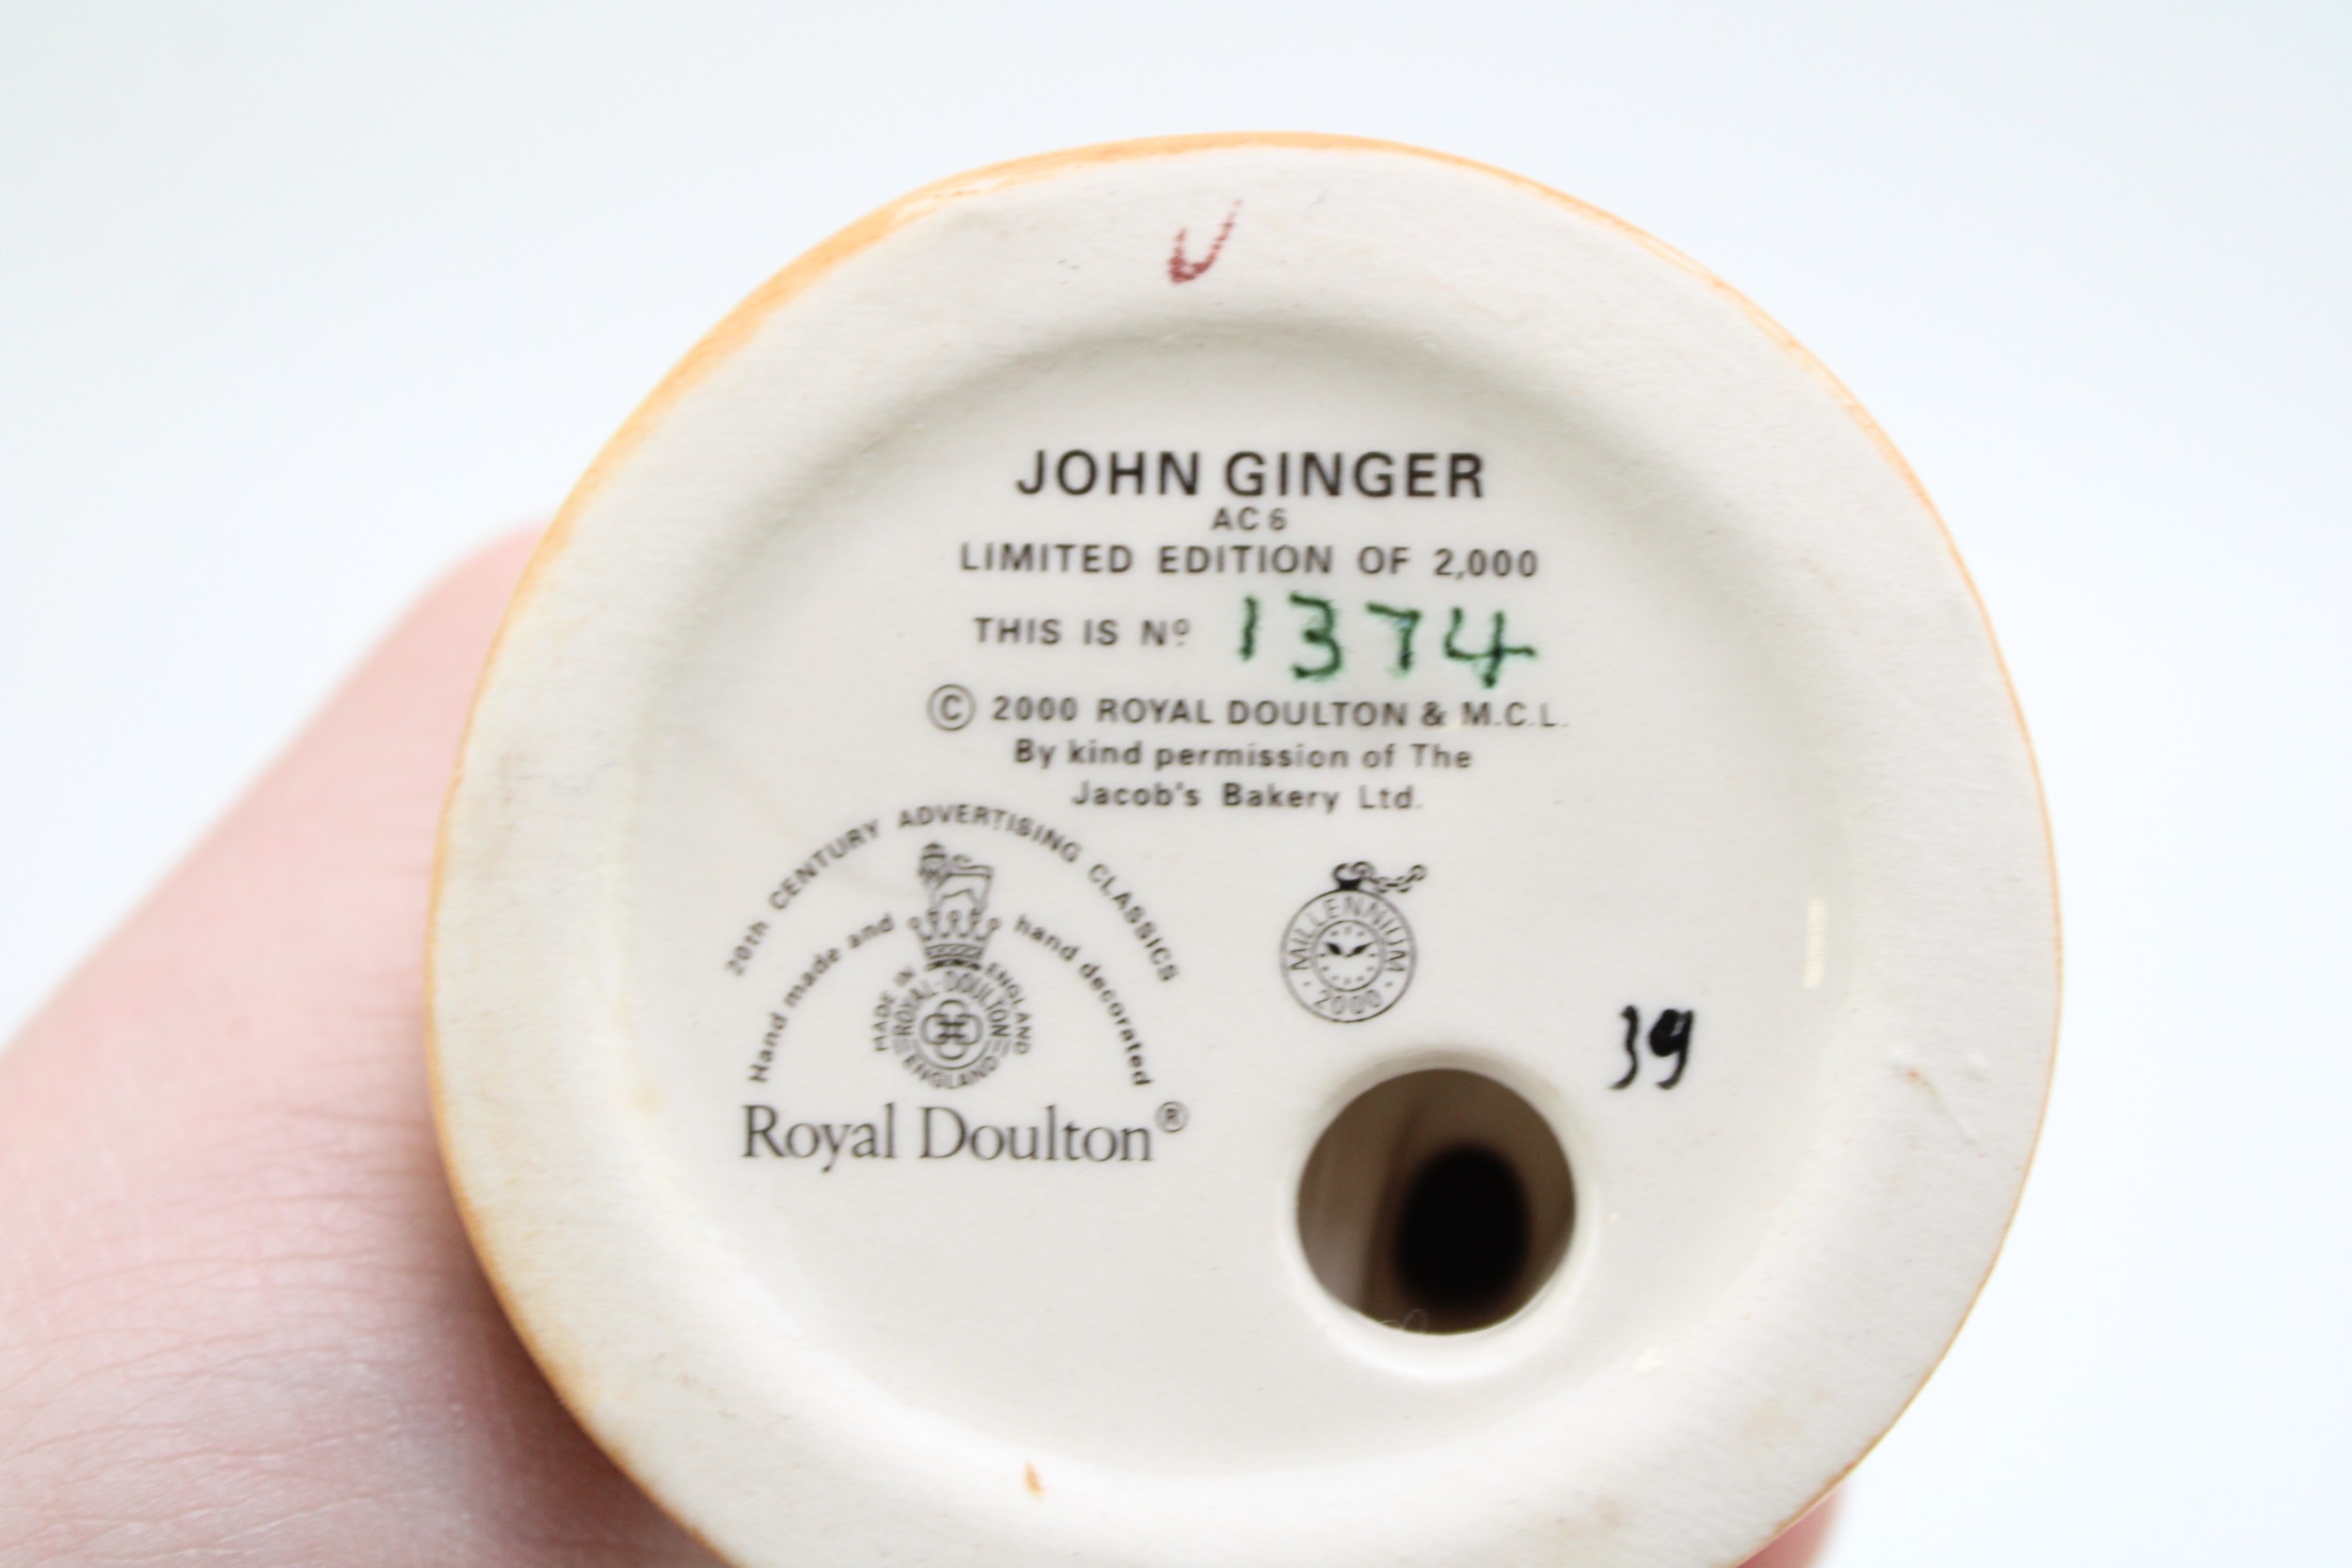 JOHN GINGER
AC 6
LIMITED EDITION OF 2,000
THIS IS Nº 1374
© 2000 ROYAL DOULTON & M.C.L.
By kind permission of The
Jacob's Bakery Ltd.
20th CENTURY ADVERTISING CLASSICS
Hand made and hand decorated
MADE IN ENGLAND
ROYAL-DOULTON
ENGLAND
Royal Doulton®
MILLENNIUM
2000
39